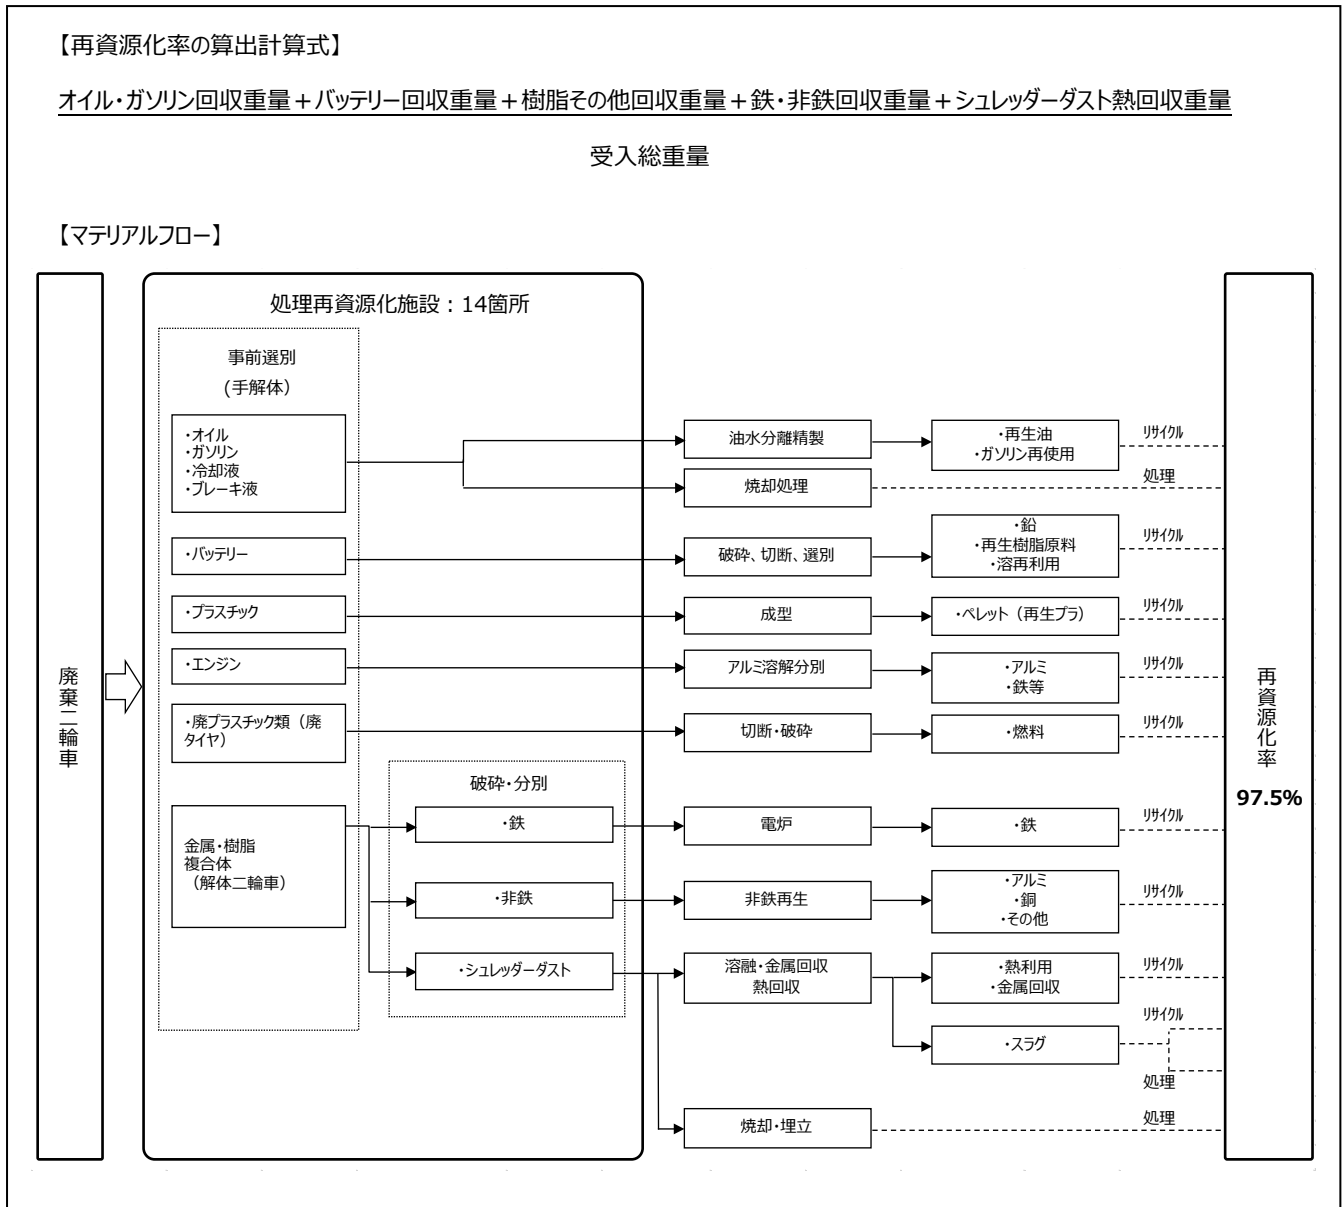 【再資源化率の算出計算式】
オイル・ガソリン回収重量＋バッテリー回収重量＋樹脂その他回収重量＋鉄・非鉄回収重量＋シュレッダーダスト熱回収重量
受入総重量
【マテリアルフロー】
廃棄二輪車
処理再資源化施設：14箇所
事前選別
(手解体）
・オイル
・ガソリン
・冷却液
・ブレーキ液
油水分離精製
・再生油
・ガソリン再使用
リサイクル
焼却処理
処理
・バッテリー
破砕、切断、選別
・鉛
・再生樹脂原料
・溶再利用
リサイクル
・プラスチック
成型
・ペレット（再生プラ）
リサイクル
・エンジン
アルミ溶解分別
・アルミ
・鉄等
リサイクル
・廃プラスチック類（廃
タイヤ）
切断・破砕
・燃料
リサイクル
金属・樹脂
複合体
（解体二輪車）
破砕・分別
・鉄
電炉
・鉄
リサイクル
・非鉄
非鉄再生
・アルミ
・銅
・その他
リサイクル
・シュレッダーダスト
溶融・金属回収
熱回収
・熱利用
・金属回収
リサイクル
・スラグ
リサイクル
処理
焼却・埋立
処理
再資源化率
97.5%